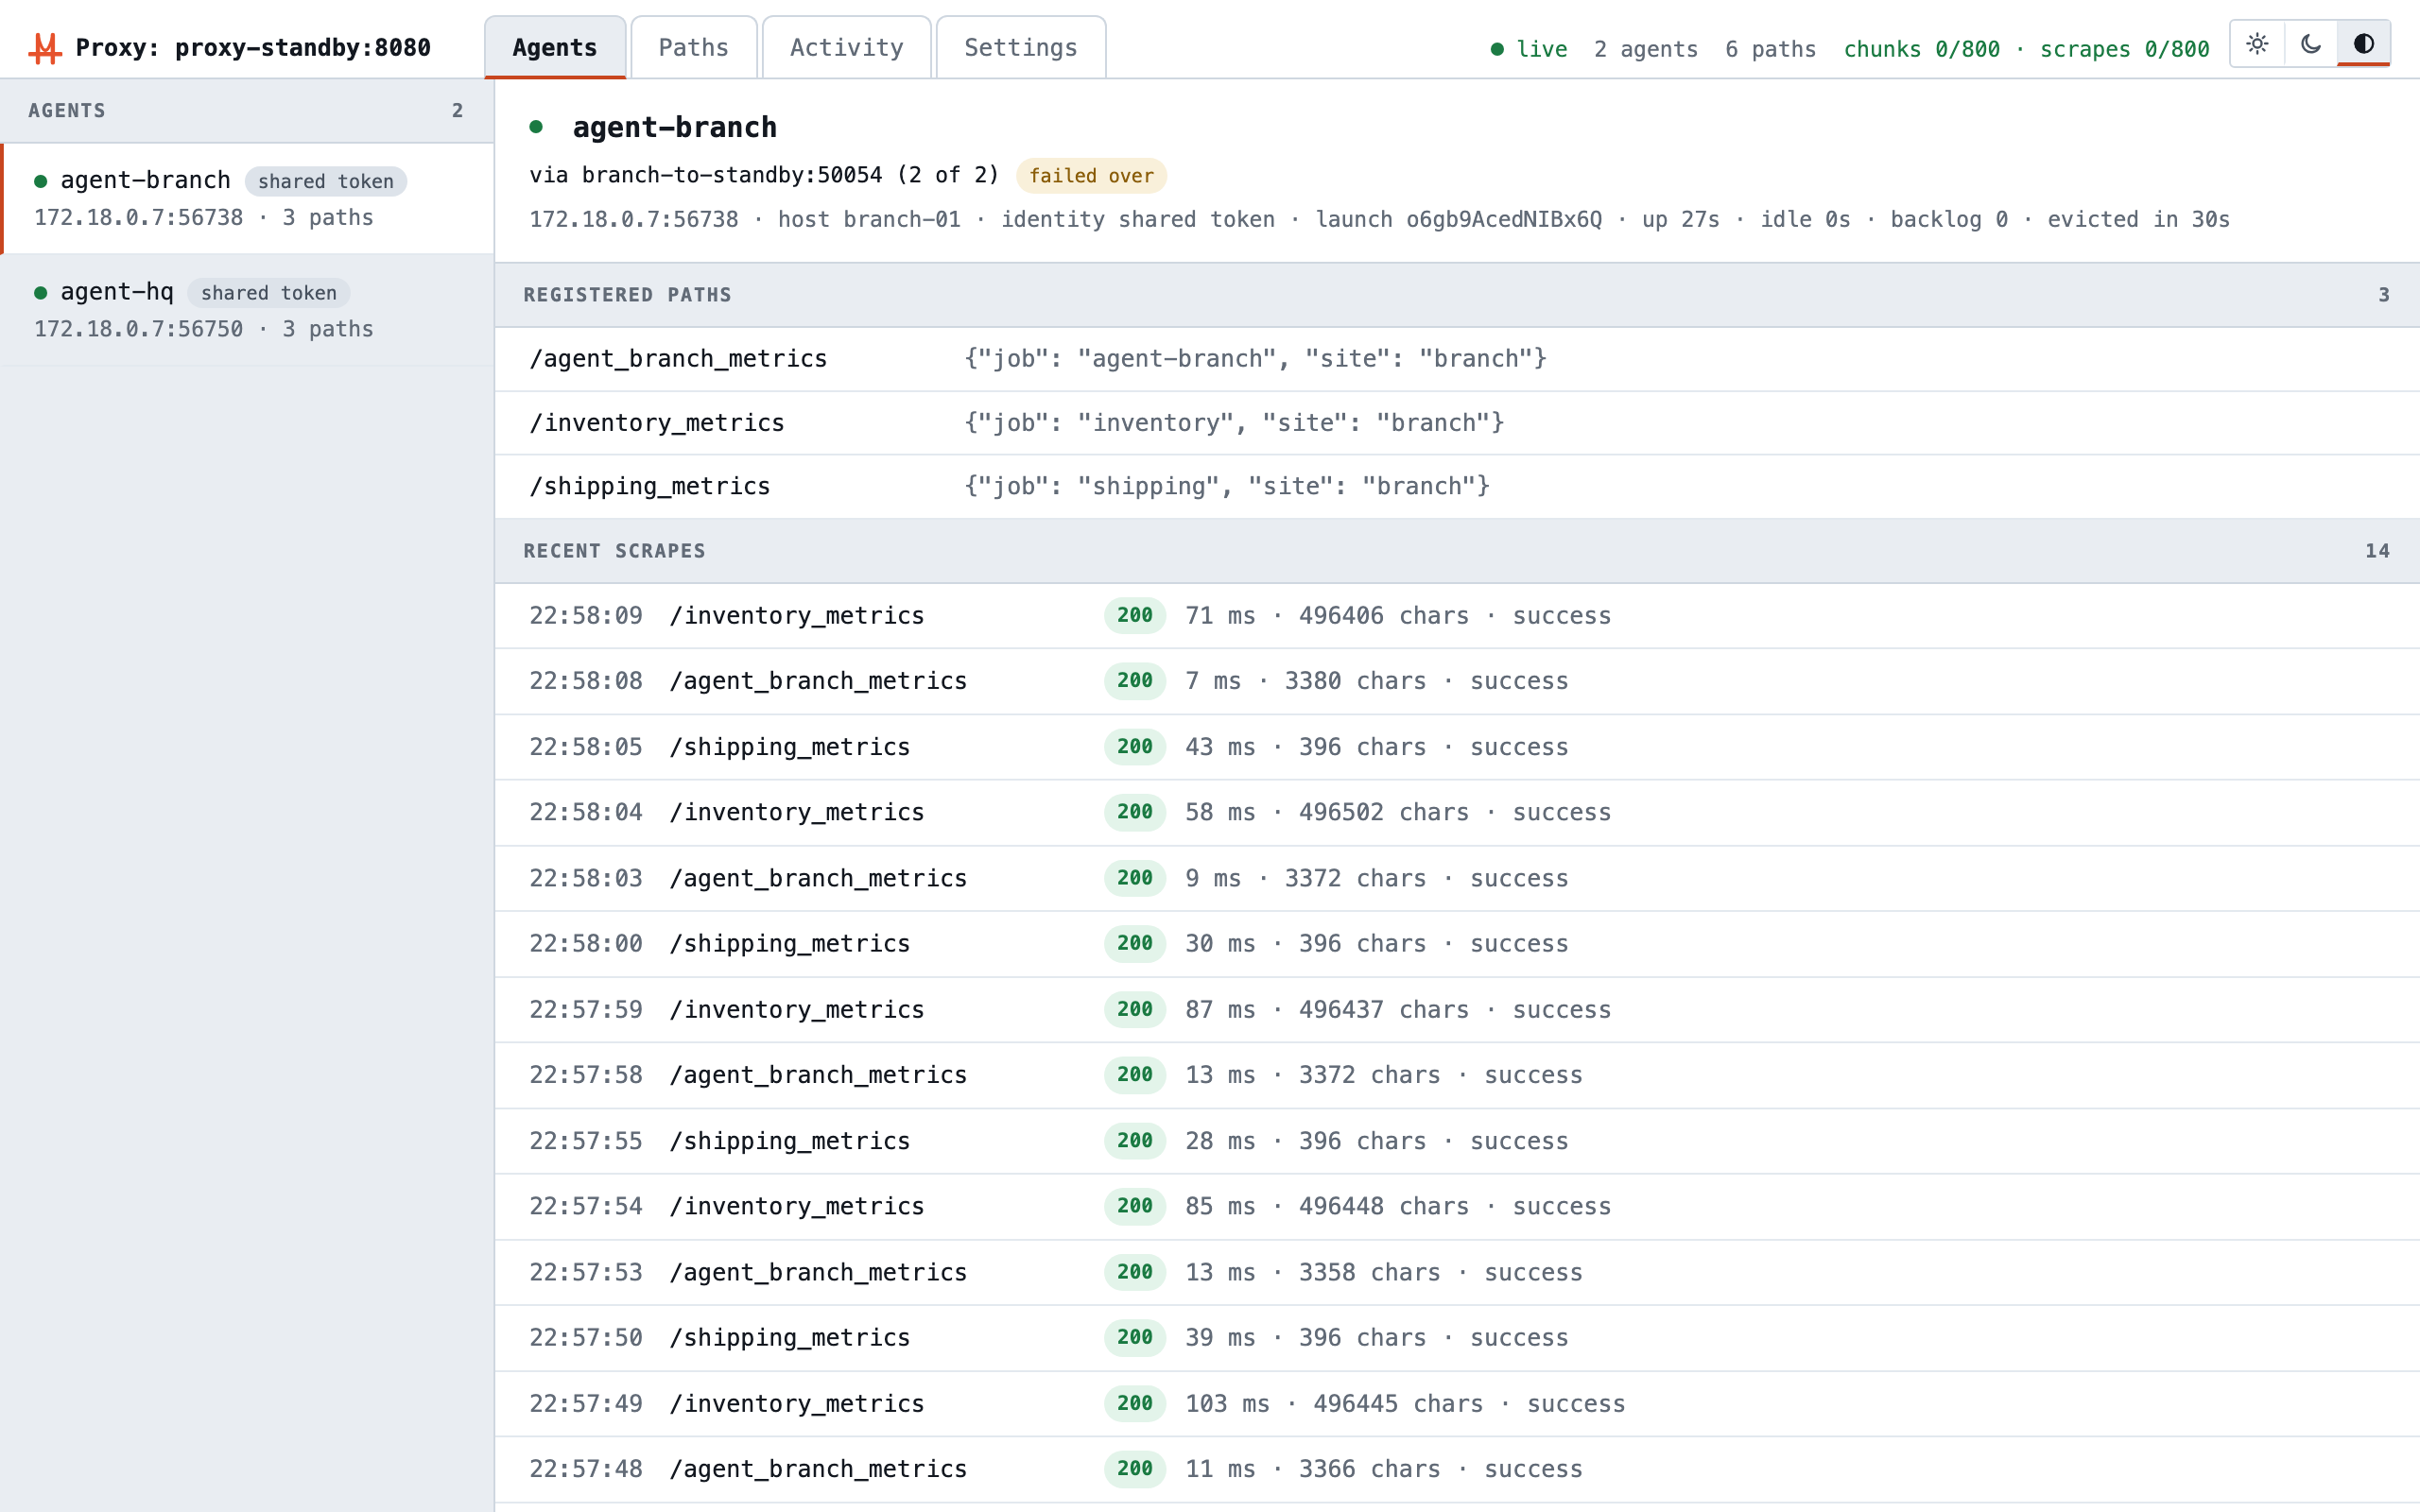 Proxy: proxy-standby:8080 Agents Paths Activity Settings live 2 agents 6 paths chunks 0/800 · scrapes 0/800
AGENTS 2
agent-branch shared token
172.18.0.7:56738 · 3 paths
agent-hq shared token
172.18.0.7:56750 · 3 paths
agent-branch
via branch-to-standby:50054 (2 of 2) failed over
172.18.0.7:56738 · host branch-01 · identity shared token · launch o6gb9AcedNIBx6Q · up 27s · idle 0s · backlog 0 · evicted in 30s
REGISTERED PATHS 3
/agent_branch_metrics {"job": "agent-branch", "site": "branch"}
/inventory_metrics {"job": "inventory", "site": "branch"}
/shipping_metrics {"job": "shipping", "site": "branch"}
RECENT SCRAPES 14
22:58:09 /inventory_metrics 200 71 ms · 496406 chars · success
22:58:08 /agent_branch_metrics 200 7 ms · 3380 chars · success
22:58:05 /shipping_metrics 200 43 ms · 396 chars · success
22:58:04 /inventory_metrics 200 58 ms · 496502 chars · success
22:58:03 /agent_branch_metrics 200 9 ms · 3372 chars · success
22:58:00 /shipping_metrics 200 30 ms · 396 chars · success
22:57:59 /inventory_metrics 200 87 ms · 496437 chars · success
22:57:58 /agent_branch_metrics 200 13 ms · 3372 chars · success
22:57:55 /shipping_metrics 200 28 ms · 396 chars · success
22:57:54 /inventory_metrics 200 85 ms · 496448 chars · success
22:57:53 /agent_branch_metrics 200 13 ms · 3358 chars · success
22:57:50 /shipping_metrics 200 39 ms · 396 chars · success
22:57:49 /inventory_metrics 200 103 ms · 496445 chars · success
22:57:48 /agent_branch_metrics 200 11 ms · 3366 chars · success